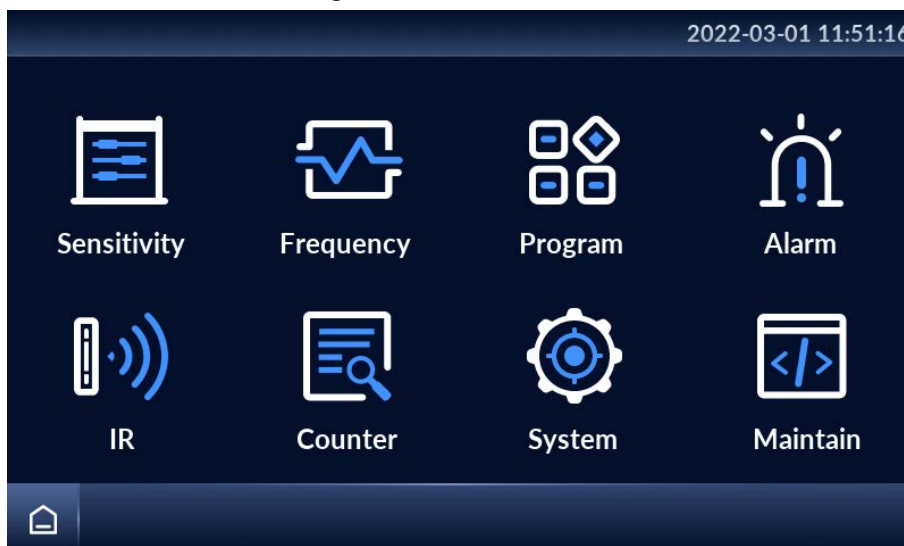 2022-03-01 11:51:16
Sensitivity Frequency Program Alarm
IR Counter System Maintain